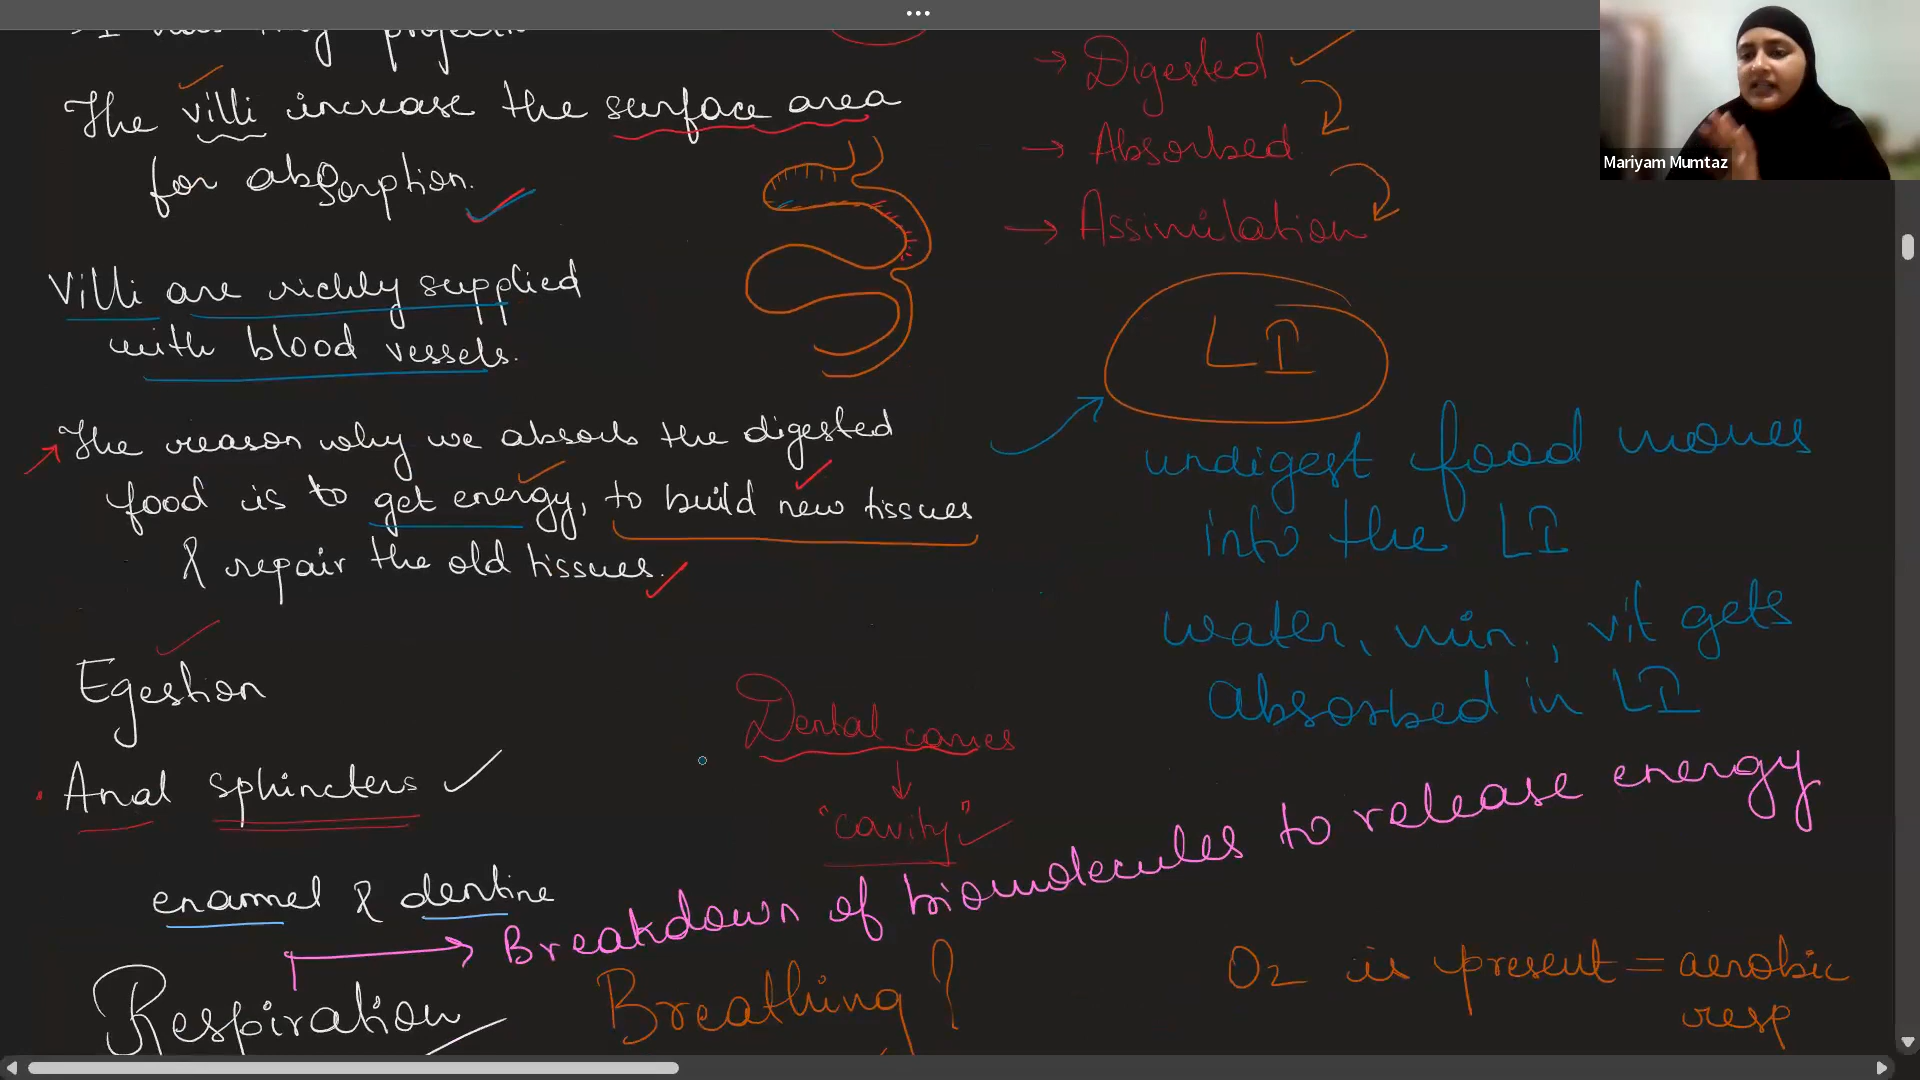 The villi increase the surface area
for absorption.
Villi are richly supplied
with blood vessels.
→ The reason why we absorb the digested
food is to get energy, to build new tissues
& repair the old tissues.
Egestion
Anal sphincters
enamel & dentine
Respiration
→ Digested
→ Absorbed
→ Assimilation
LI
undigest food moves
into the LI
water, min., vit gets
absorbed in LI
Dental caries
"cavity"
Breakdown of biomolecules to release energy
Breathing?
O2 is present = aerobic
resp
Mariyam Mumtaz